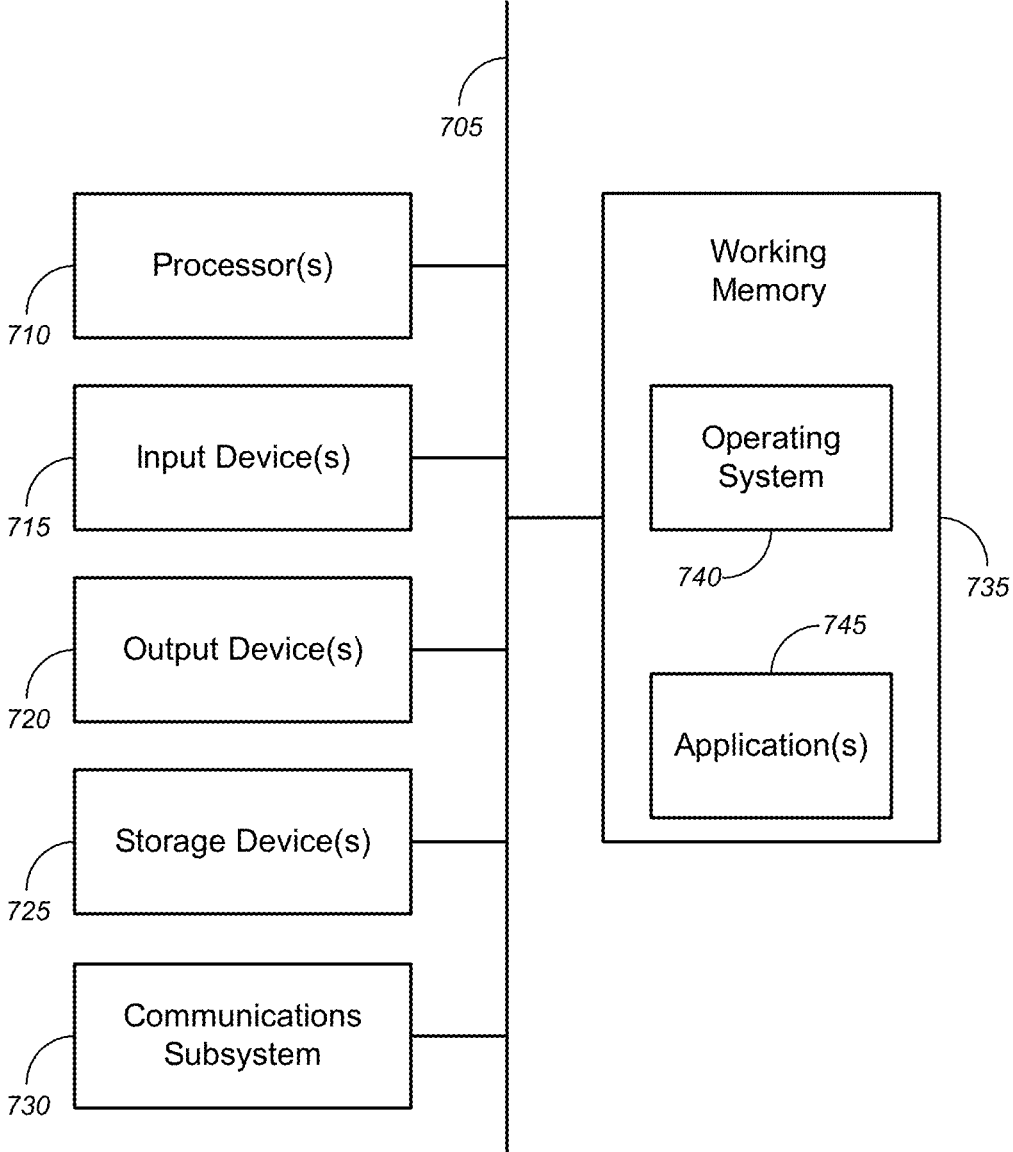 705
Processor(s)
710
Input Device(s)
715
Output Device(s)
720
Storage Device(s)
725
Communications
Subsystem
730
Working
Memory
Operating
System
740
735
745
Application(s)